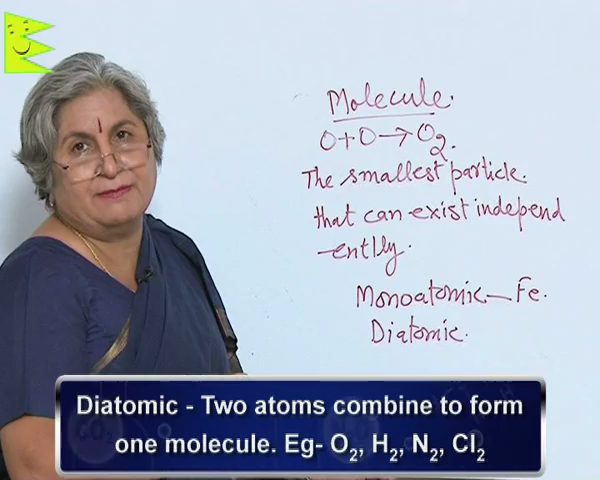 Molecule.
O+O→O2.
The smallest particle.
that can exist independ
-entlly.
Monoatomic - Fe.
Diatomic.
Diatomic - Two atoms combine to form
one molecule. Eg- O2, H2, N2, Cl2